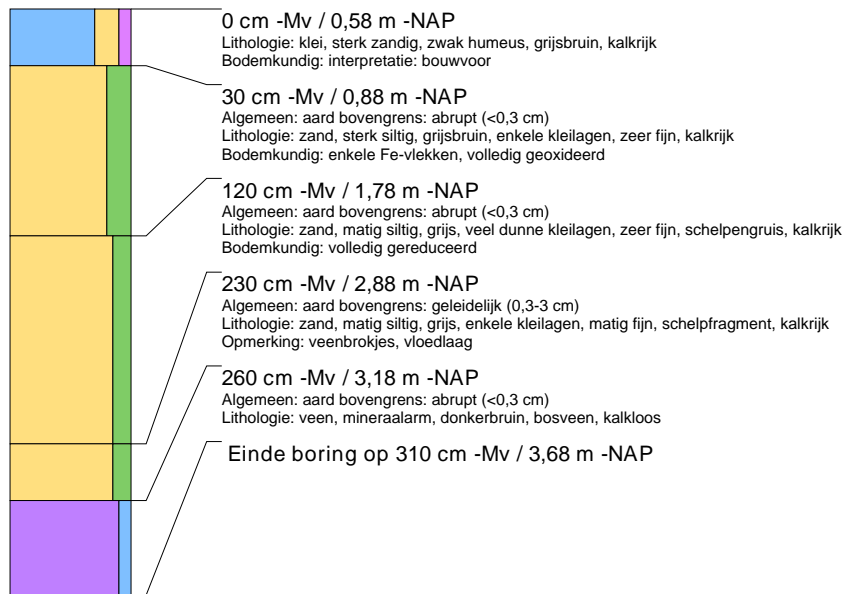 0 cm -Mv / 0,58 m -NAP
Lithologie: klei, sterk zandig, zwak humeus, grijsbruin, kalkrijk
Bodemkundig: interpretatie: bouwvoor
30 cm -Mv / 0,88 m -NAP
Algemeen: aard bovengrens: abrupt (<0,3 cm)
Lithologie: zand, sterk siltig, grijsbruin, enkele kleilagen, zeer fijn, kalkrijk
Bodemkundig: enkele Fe-vlekken, volledig geoxideerd
120 cm -Mv / 1,78 m -NAP
Algemeen: aard bovengrens: abrupt (<0,3 cm)
Lithologie: zand, matig siltig, grijs, veel dunne kleilagen, zeer fijn, schelpengruis, kalkrijk
Bodemkundig: volledig gereduceerd
230 cm -Mv / 2,88 m -NAP
Algemeen: aard bovengrens: geleidelijk (0,3-3 cm)
Lithologie: zand, matig siltig, grijs, enkele kleilagen, matig fijn, schelpfragment, kalkrijk
Opmerking: veenbrokjes, vloedlaag
260 cm -Mv / 3,18 m -NAP
Algemeen: aard bovengrens: abrupt (<0,3 cm)
Lithologie: veen, mineraalarm, donkerbruin, bosveen, kalkloos
Einde boring op 310 cm -Mv / 3,68 m -NAP